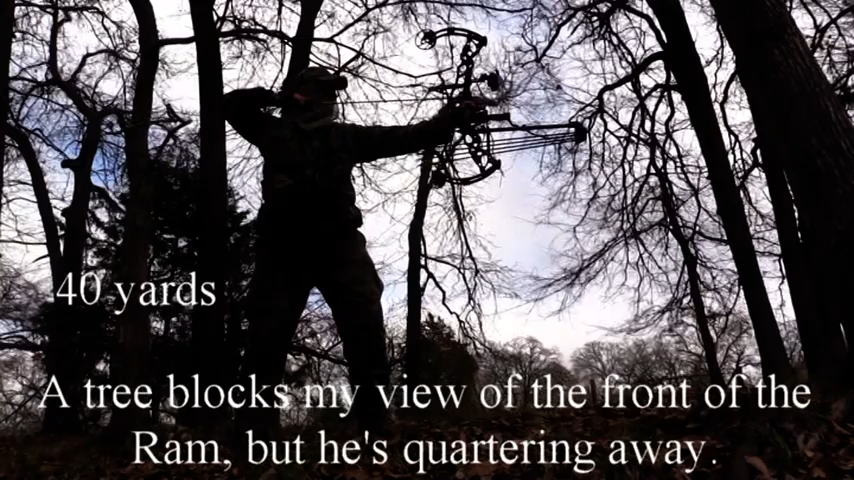 40 yards
A tree blocks my view of the front of the
Ram, but he's quartering away.